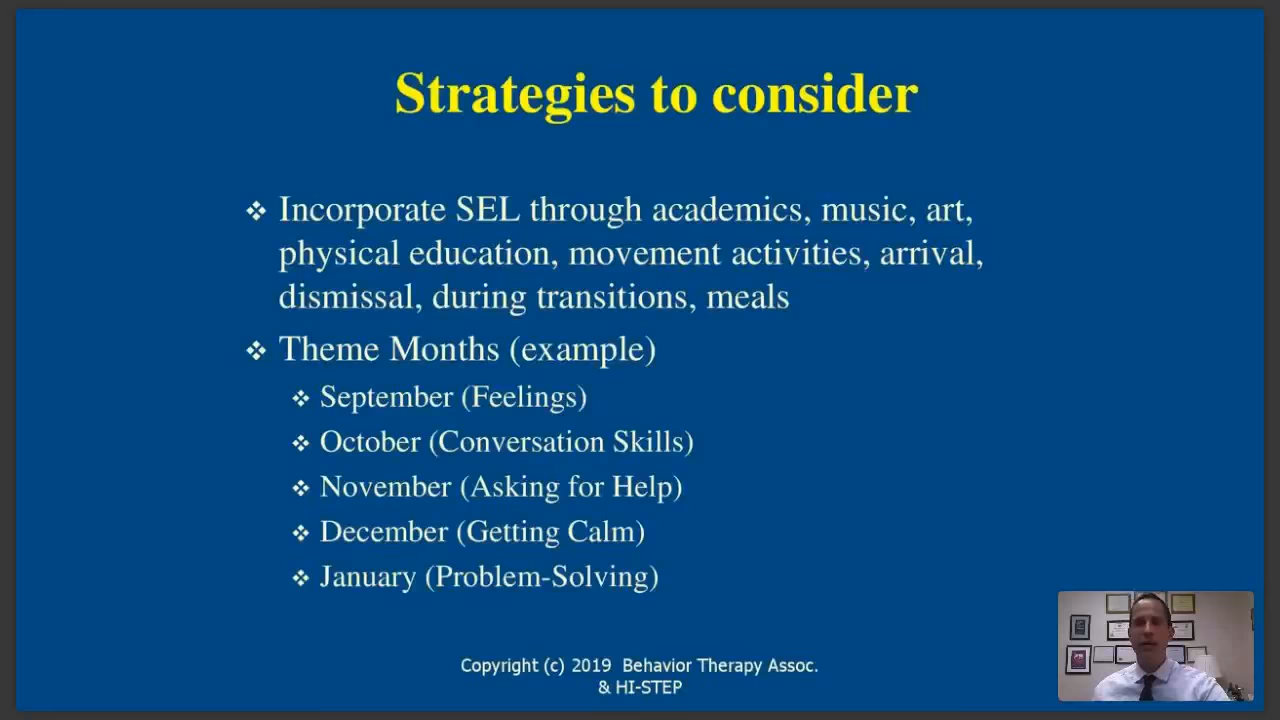 Strategies to consider
❖ Incorporate SEL through academics, music, art,
physical education, movement activities, arrival,
dismissal, during transitions, meals
❖ Theme Months (example)
❖ September (Feelings)
❖ October (Conversation Skills)
❖ November (Asking for Help)
❖ December (Getting Calm)
❖ January (Problem-Solving)
Copyright (c) 2019 Behavior Therapy Assoc.
& HI-STEP